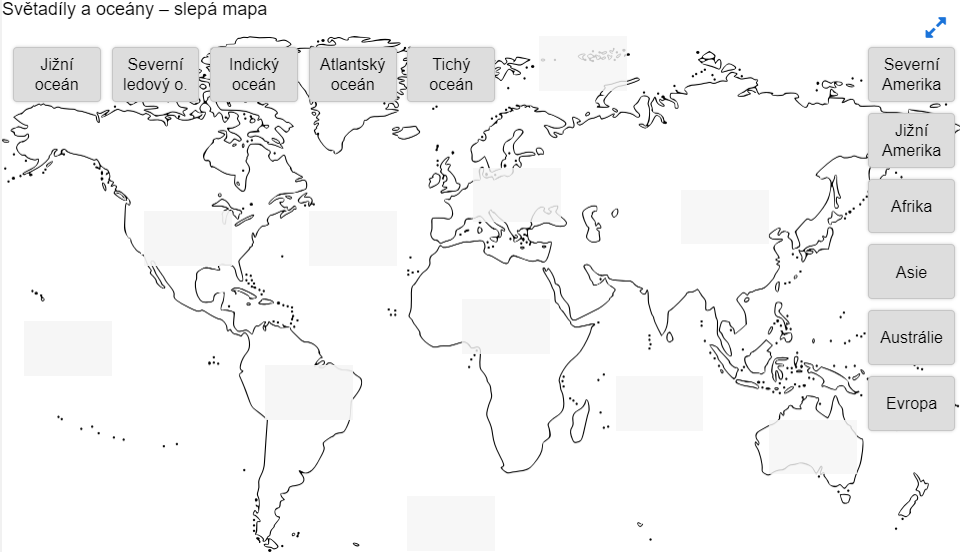 Světadíly a oceány – slepá mapa
Jižní
oceán
Severní
ledový o.
Indický
oceán
Atlantský
oceán
Tichý
oceán
Severní
Amerika
Jižní
Amerika
Afrika
Asie
Austrálie
Evropa